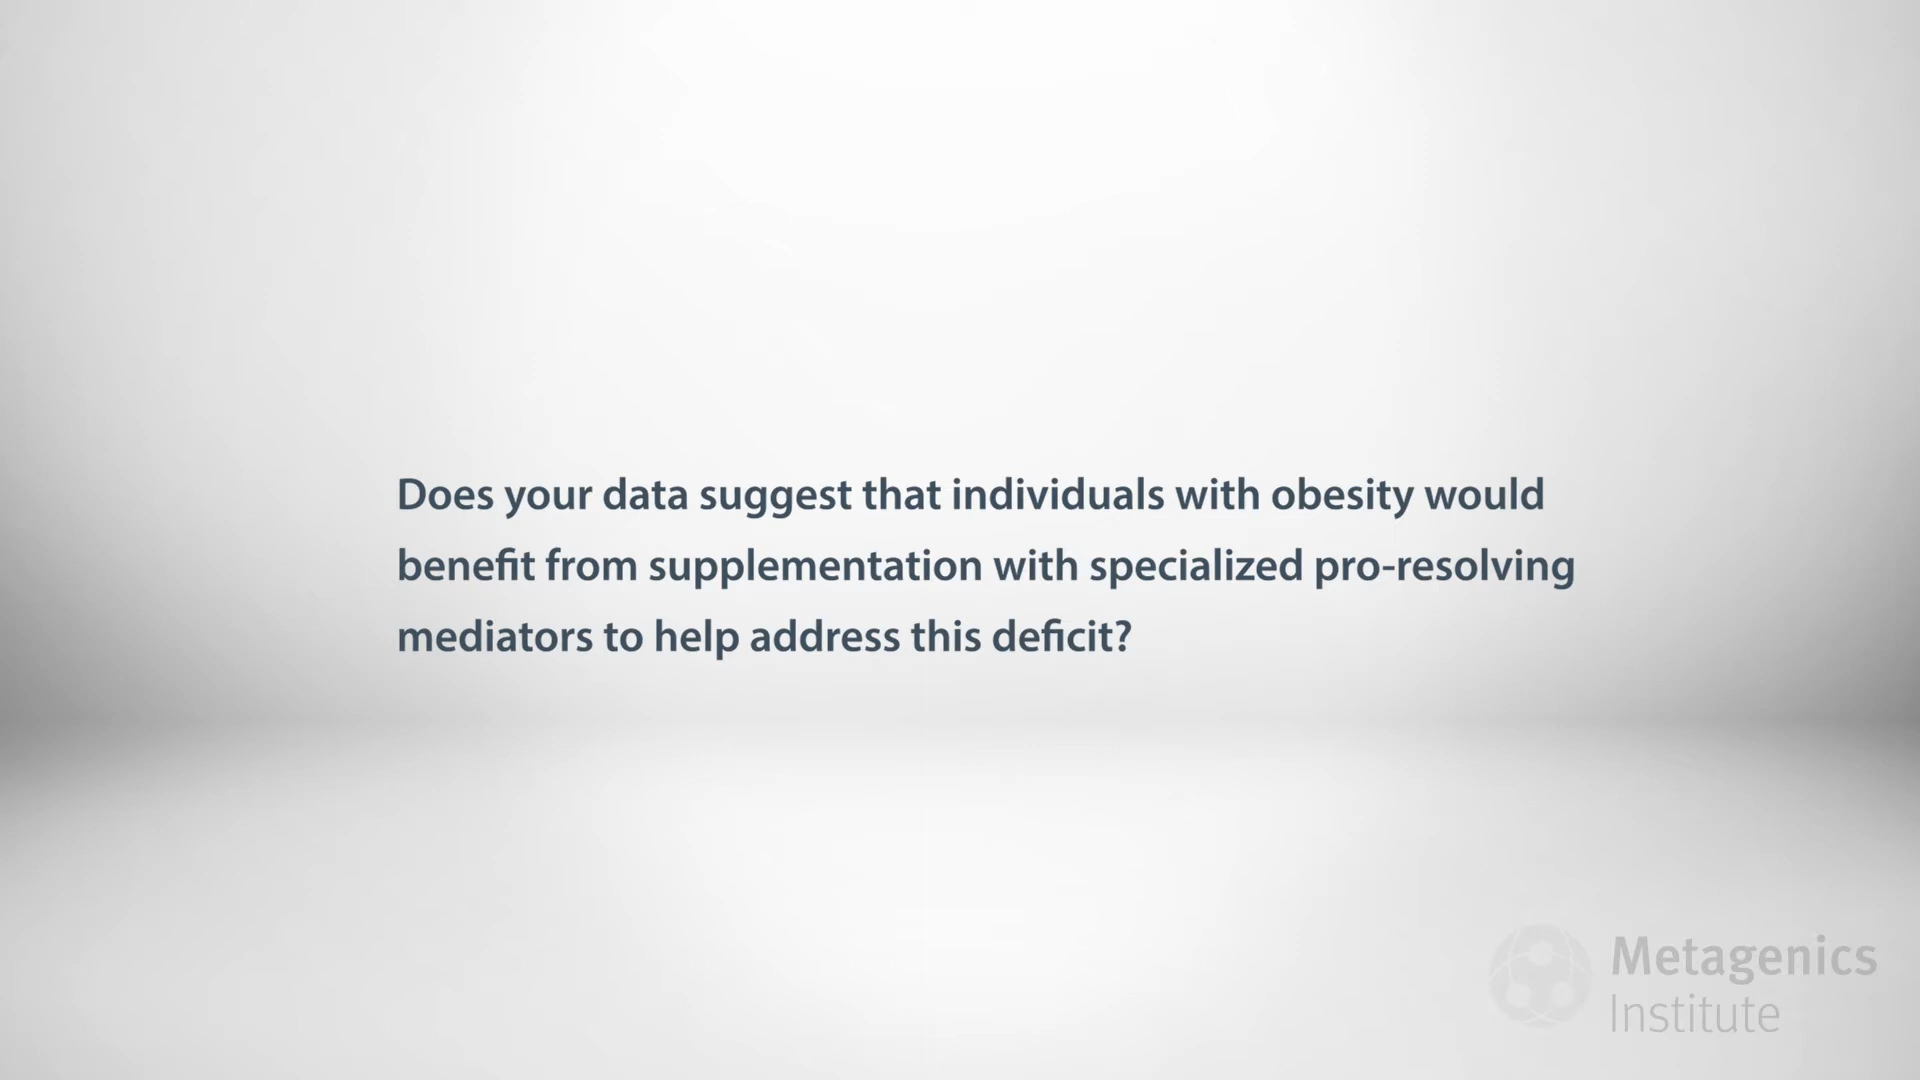 Does your data suggest that individuals with obesity would
benefit from supplementation with specialized pro-resolving
mediators to help address this deficit?
Metagenics
Institute